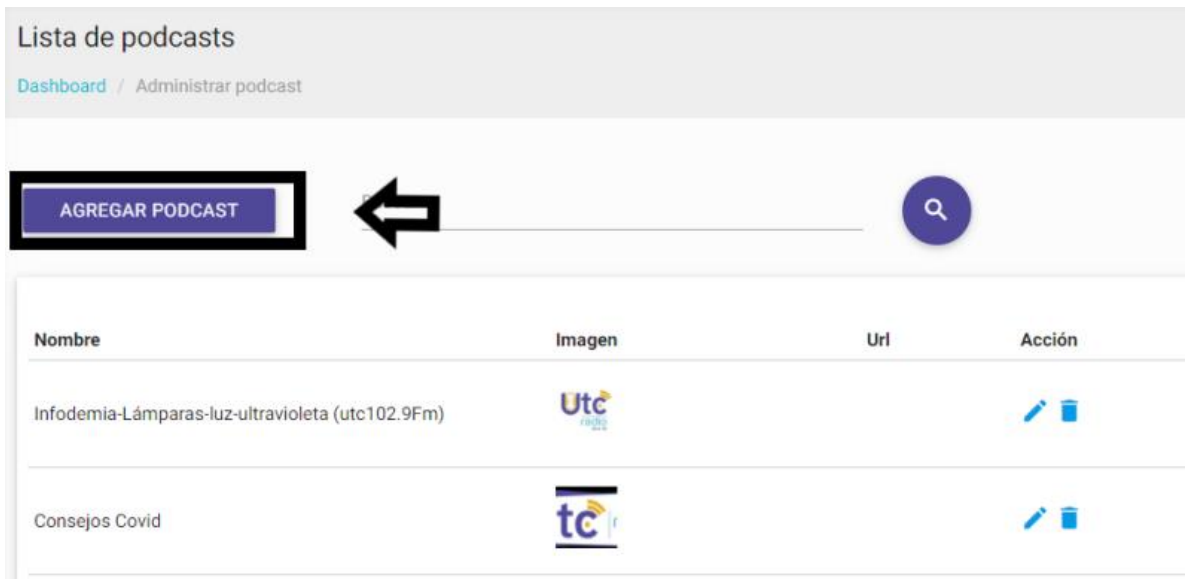 Lista de podcasts
Dashboard / Administrar podcast
AGREGAR PODCAST
Nombre Imagen Url Acción
Infodemia-Lámparas-luz-ultravioleta (utc102.9Fm)
Utc
radio
Consejos Covid
tc